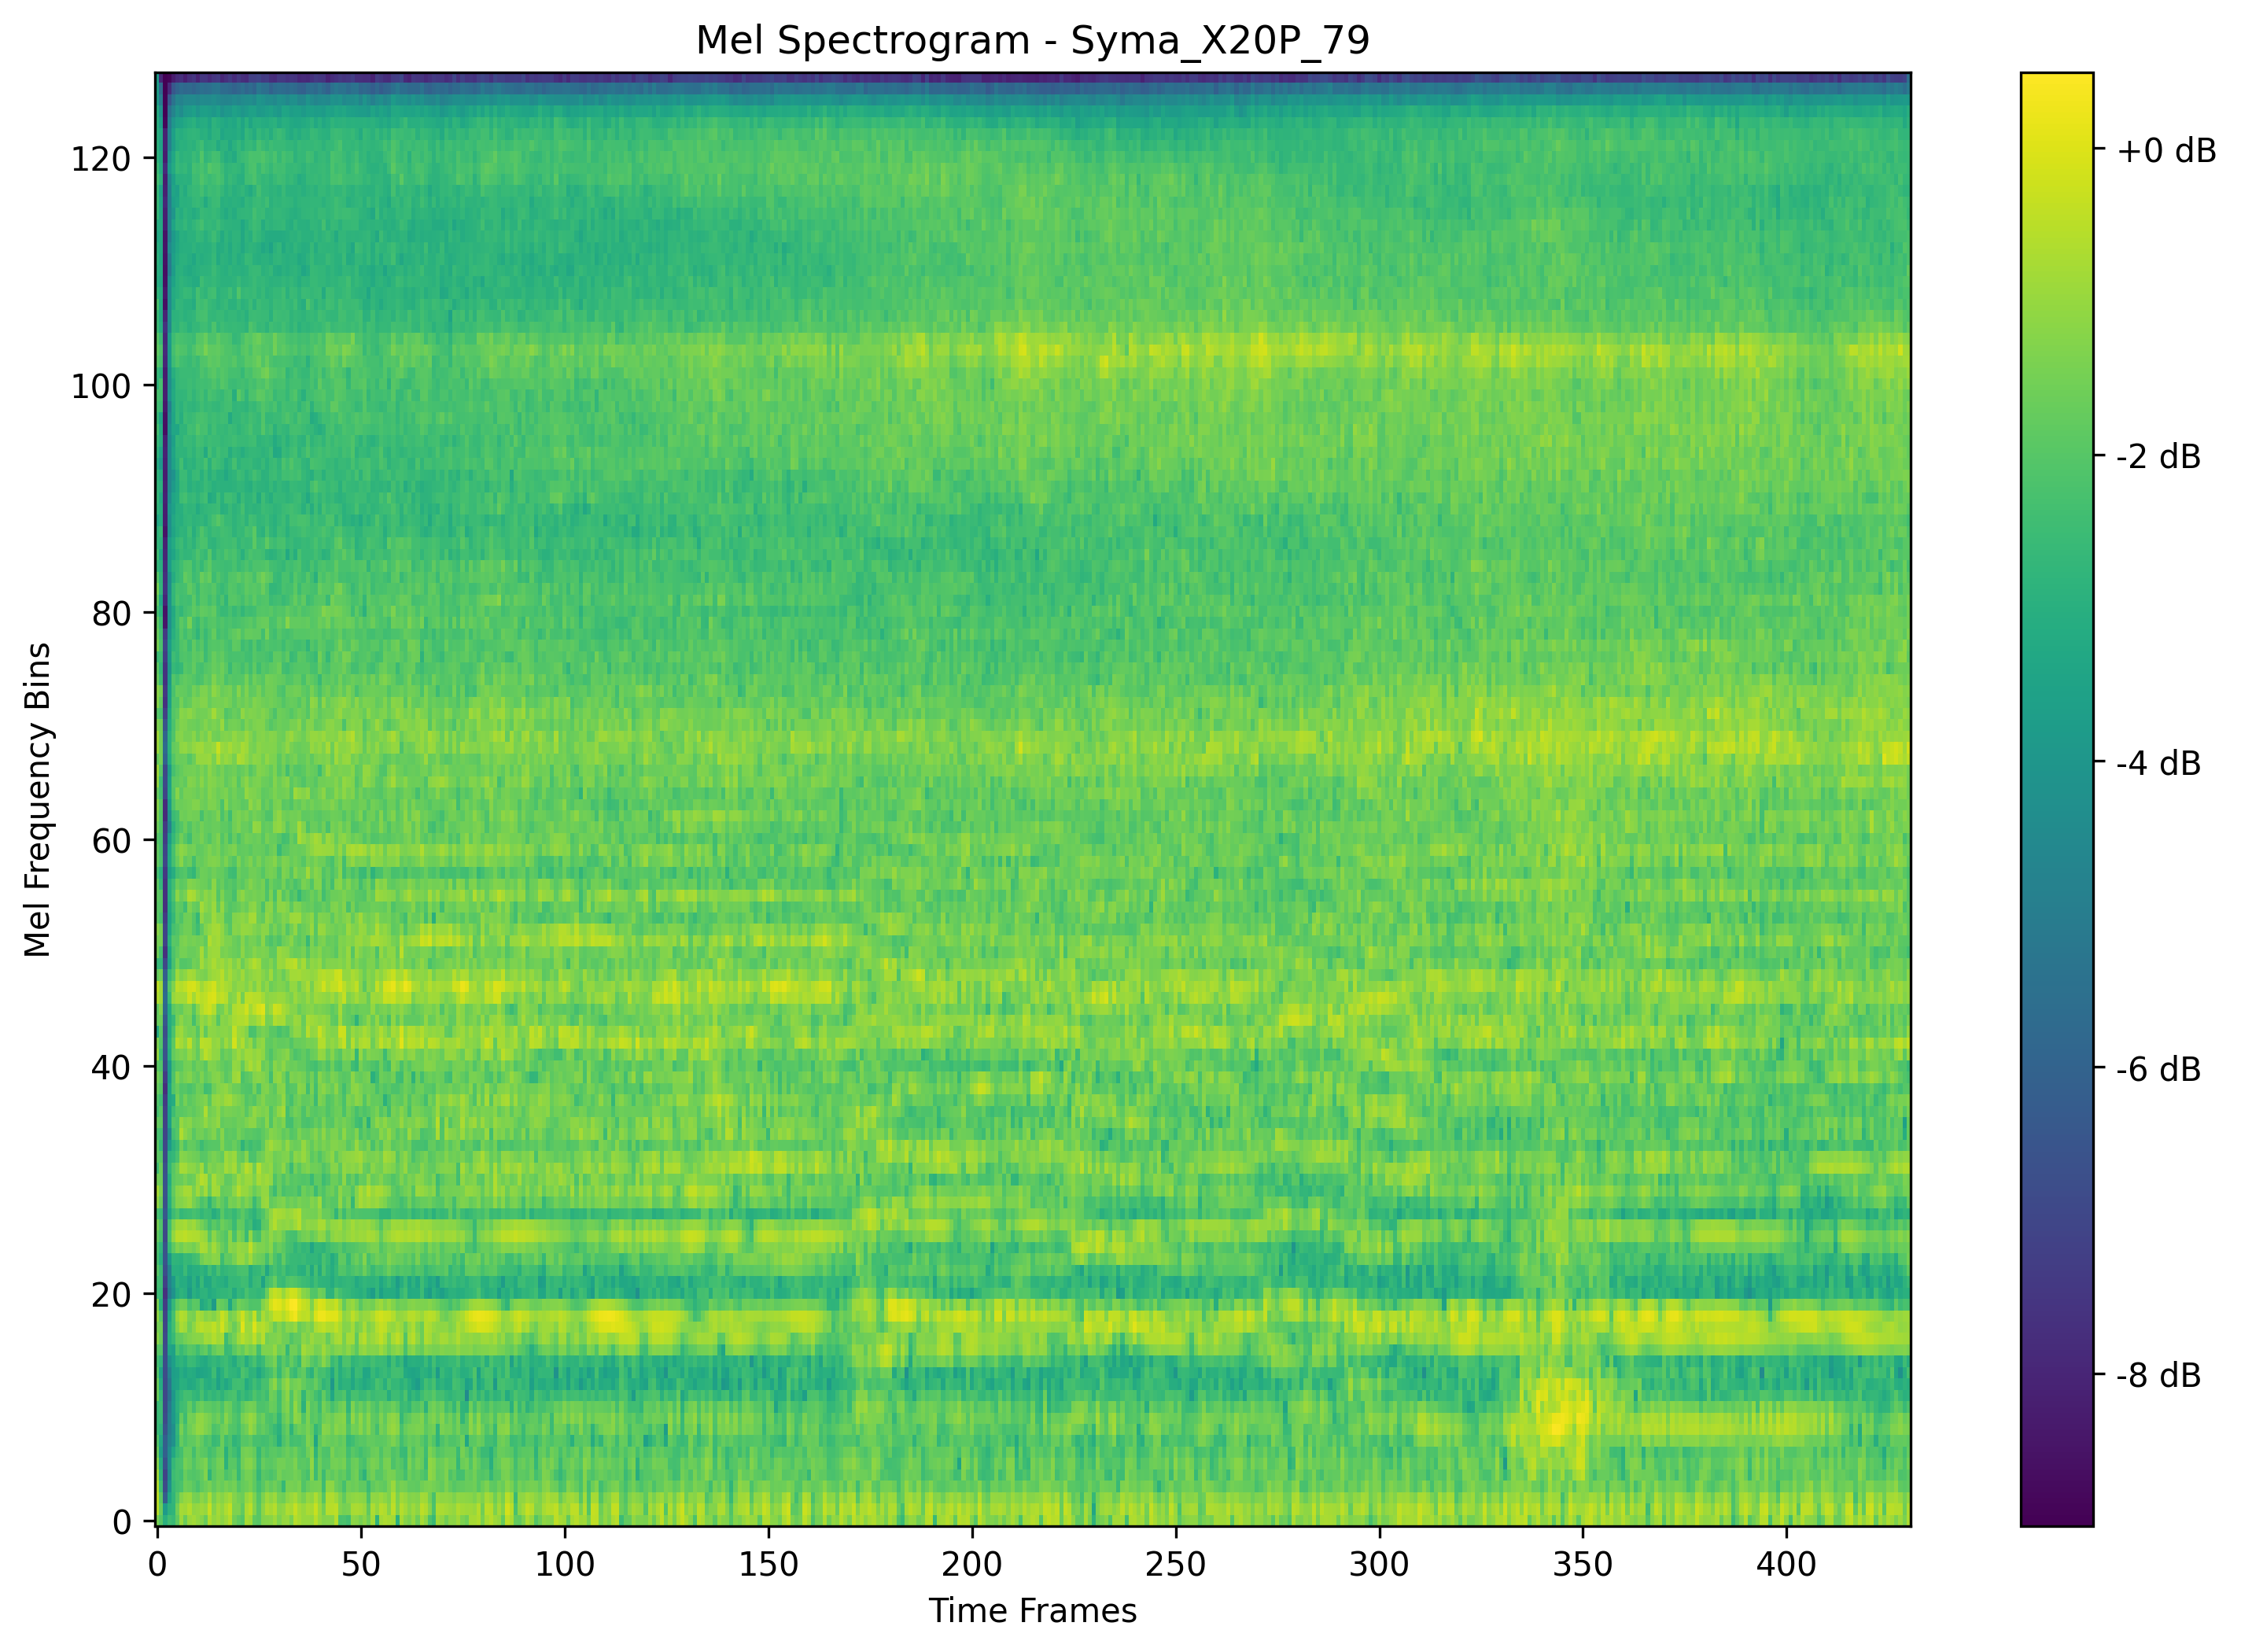 Mel Spectrogram - Syma_X20P_79
Mel Frequency Bins
120
100
80
60
40
20
0
0 50 100 150 200 250 300 350 400
Time Frames
+0 dB
-2 dB
-4 dB
-6 dB
-8 dB